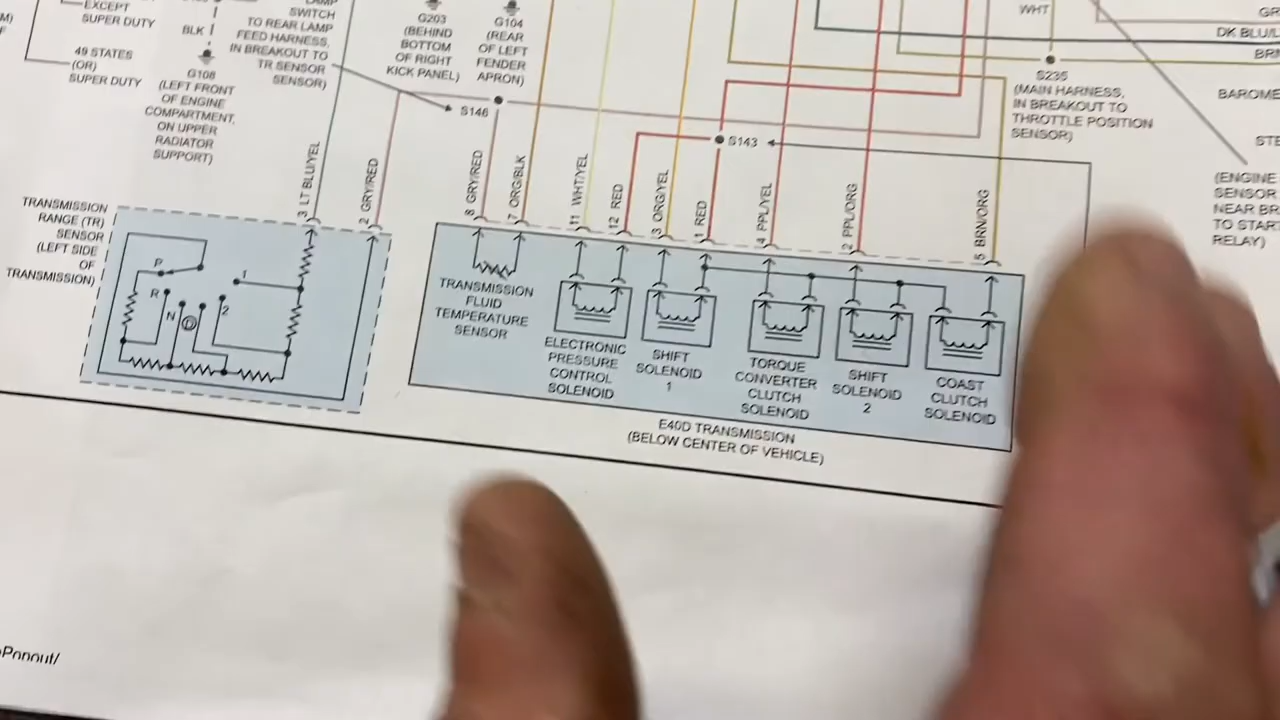 EXCEPT
SUPER DUTY
49 STATES
(OR)
SUPER DUTY
BLK
G108
(LEFT FRONT
OF ENGINE
COMPARTMENT,
ON UPPER
RADIATOR
SUPPORT)
SWITCH
TO REAR LAMP
FEED HARNESS,
IN BREAKOUT TO
TR SENSOR
SENSOR)
G203
(BEHIND
BOTTOM
OF RIGHT
KICK PANEL)
G104
(REAR
OF LEFT
FENDER
APRON)
S146
S143
WHT
S235
(MAIN HARNESS,
IN BREAKOUT TO
THROTTLE POSITION
SENSOR)
DK BLU/L
BRN
BAROME
STE
(ENGINE
SENSOR
NEAR BR
TO START
RELAY)
3 LT BLU/YEL
2 GRY/RED
8 GRY/RED
7 ORG/BLK
11 WHT/YEL
12 RED
3 ORG/YEL
1 RED
4 PPL/YEL
2 PPL/ORG
5 BRN/ORG
TRANSMISSION
RANGE (TR)
SENSOR
(LEFT SIDE
OF
TRANSMISSION)
P
R
N
D
2
1
TRANSMISSION
FLUID
TEMPERATURE
SENSOR
ELECTRONIC
PRESSURE
CONTROL
SOLENOID
SHIFT
SOLENOID
1
TORQUE
CONVERTER
CLUTCH
SOLENOID
SHIFT
SOLENOID
2
COAST
CLUTCH
SOLENOID
E4OD TRANSMISSION
(BELOW CENTER OF VEHICLE)
Popout/